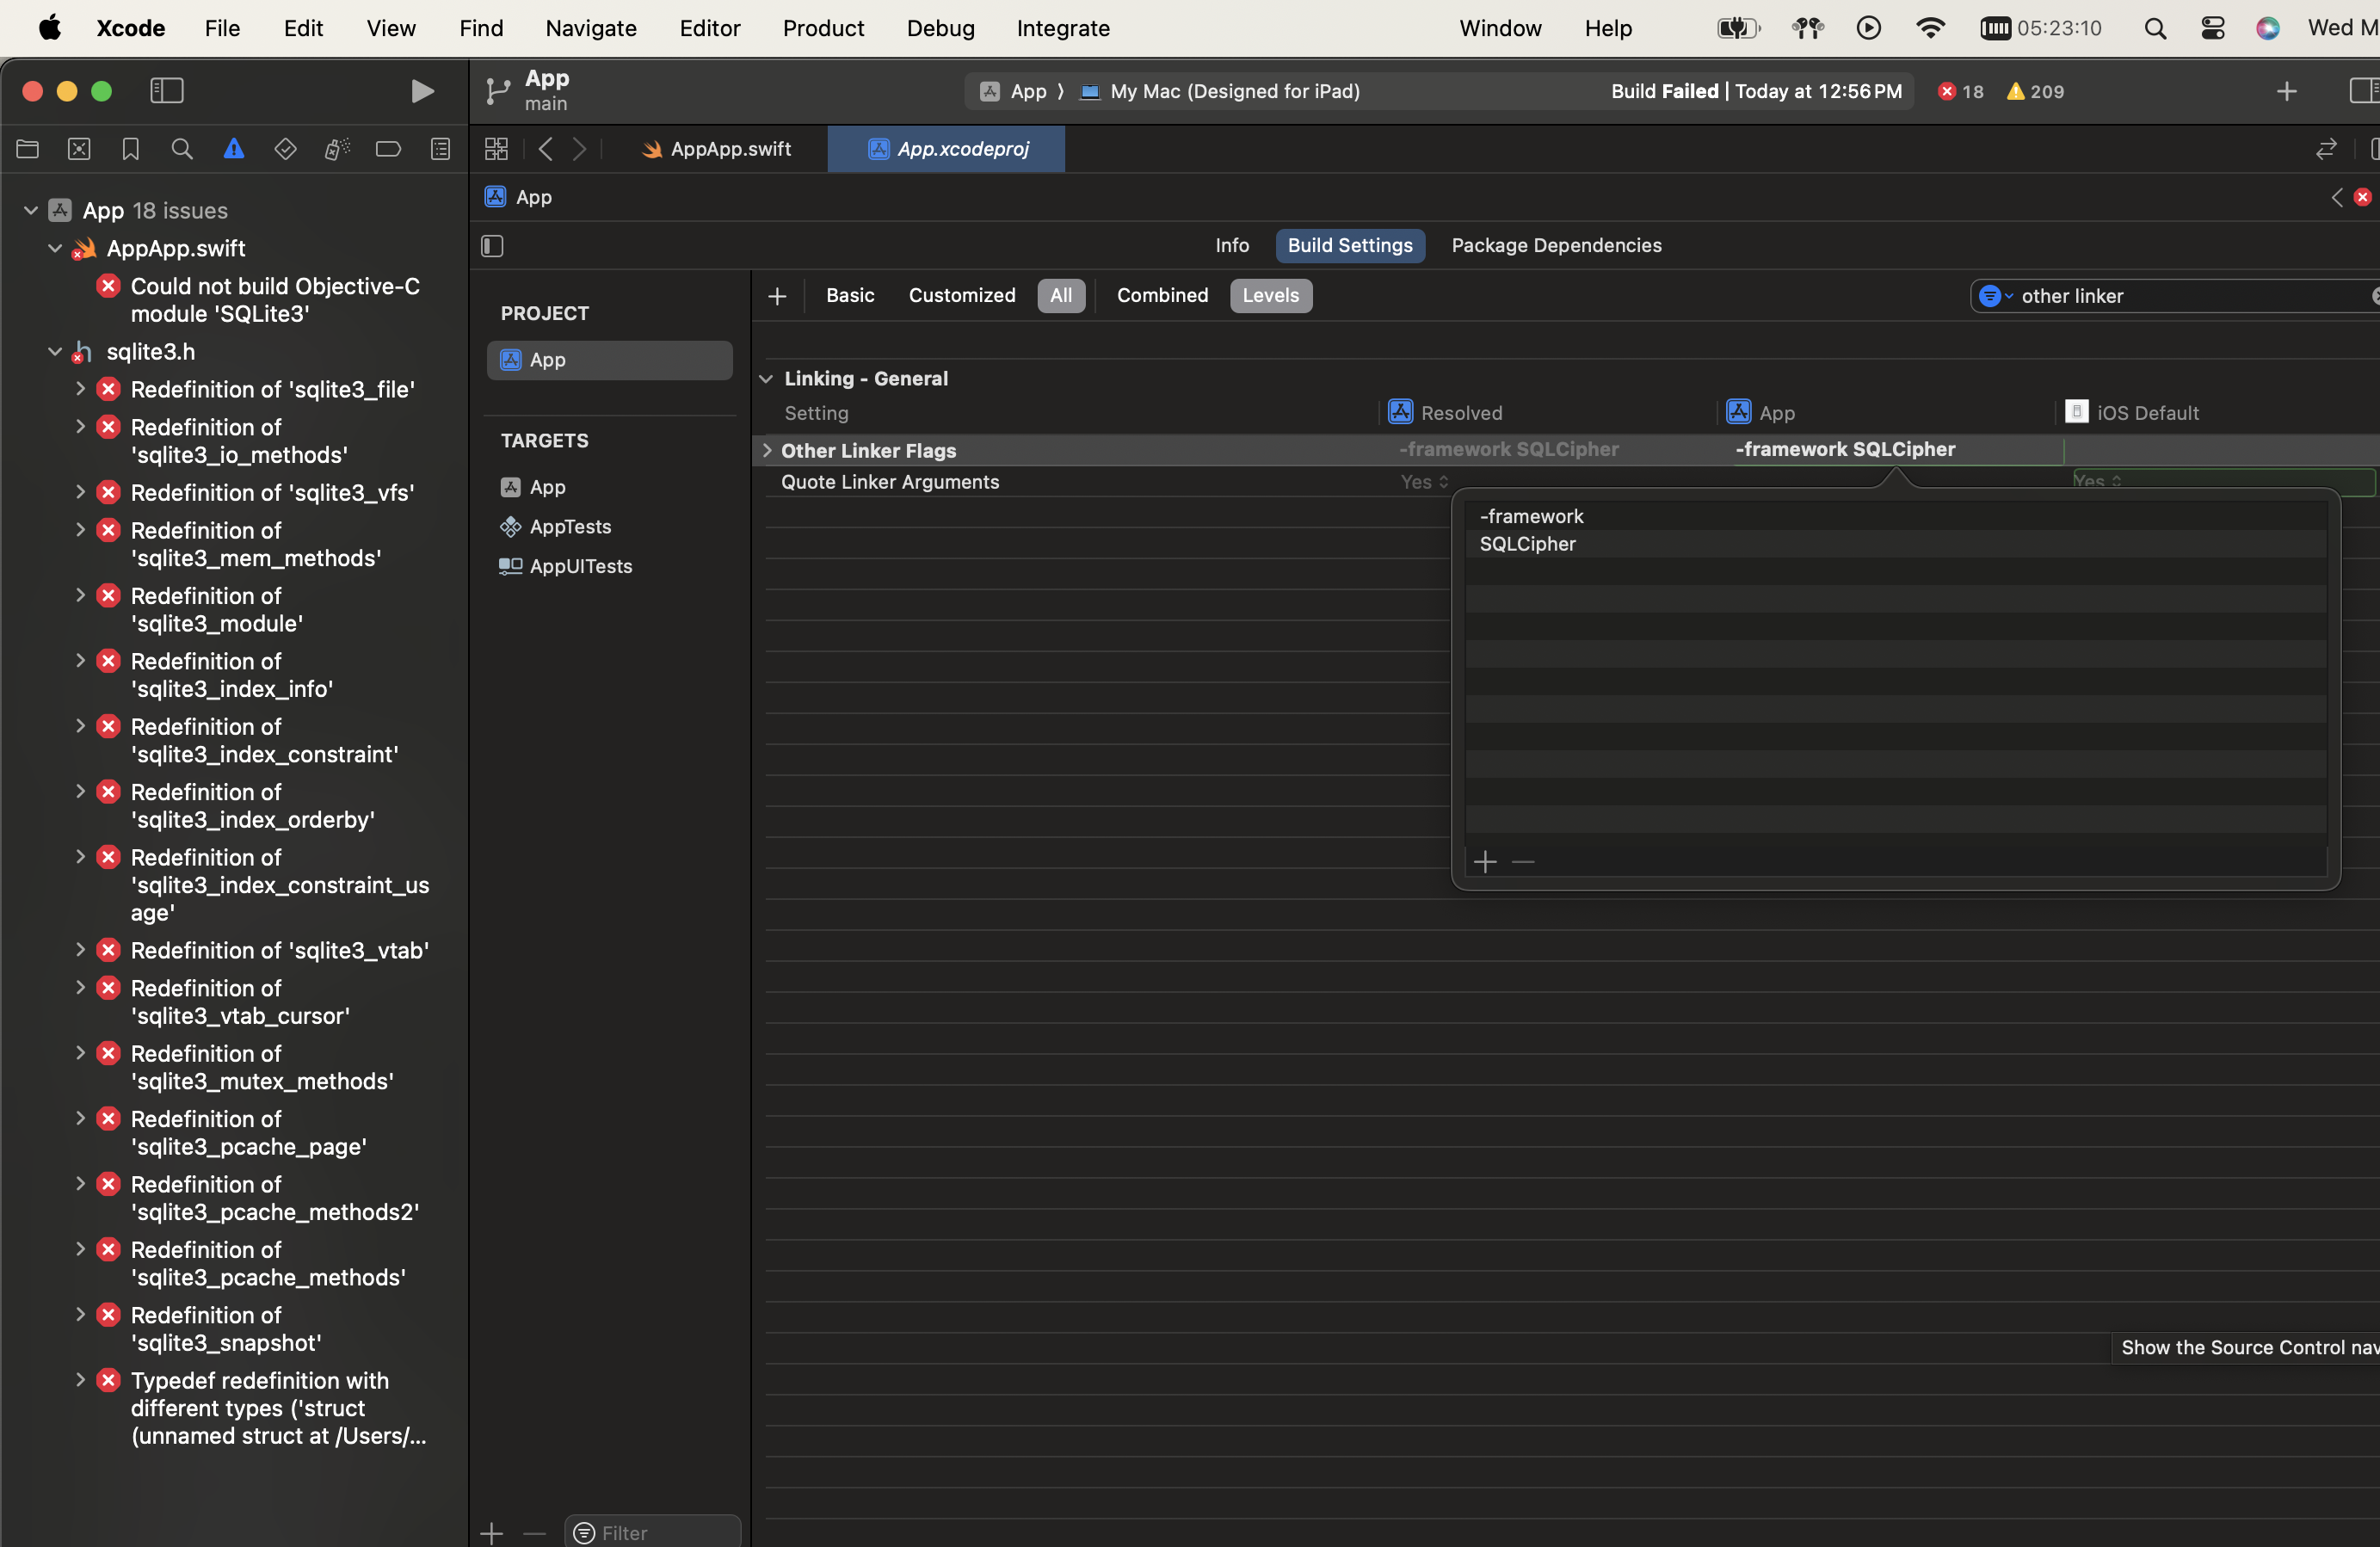 Xcode File Edit View Find Navigate Editor Product Debug Integrate Window Help 05:23:10 Wed M
App
main
App My Mac (Designed for iPad) Build Failed | Today at 12:56 PM 18 209
AppApp.swift App.xcodeproj
App
Info Build Settings Package Dependencies
Basic Customized All Combined Levels other linker
App 18 issues
AppApp.swift
Could not build Objective-C
module 'SQLite3'
sqlite3.h
Redefinition of 'sqlite3_file'
Redefinition of
'sqlite3_io_methods'
Redefinition of 'sqlite3_vfs'
Redefinition of
'sqlite3_mem_methods'
Redefinition of
'sqlite3_module'
Redefinition of
'sqlite3_index_info'
Redefinition of
'sqlite3_index_constraint'
Redefinition of
'sqlite3_index_orderby'
Redefinition of
'sqlite3_index_constraint_us
age'
Redefinition of 'sqlite3_vtab'
Redefinition of
'sqlite3_vtab_cursor'
Redefinition of
'sqlite3_mutex_methods'
Redefinition of
'sqlite3_pcache_page'
Redefinition of
'sqlite3_pcache_methods2'
Redefinition of
'sqlite3_pcache_methods'
Redefinition of
'sqlite3_snapshot'
Typedef redefinition with
different types ('struct
(unnamed struct at /Users/...
PROJECT
App
TARGETS
App
AppTests
AppUITests
Filter
Linking - General
Setting Resolved App iOS Default
Other Linker Flags -framework SQLCipher -framework SQLCipher
Quote Linker Arguments Yes Yes
-framework
SQLCipher
Show the Source Control nav